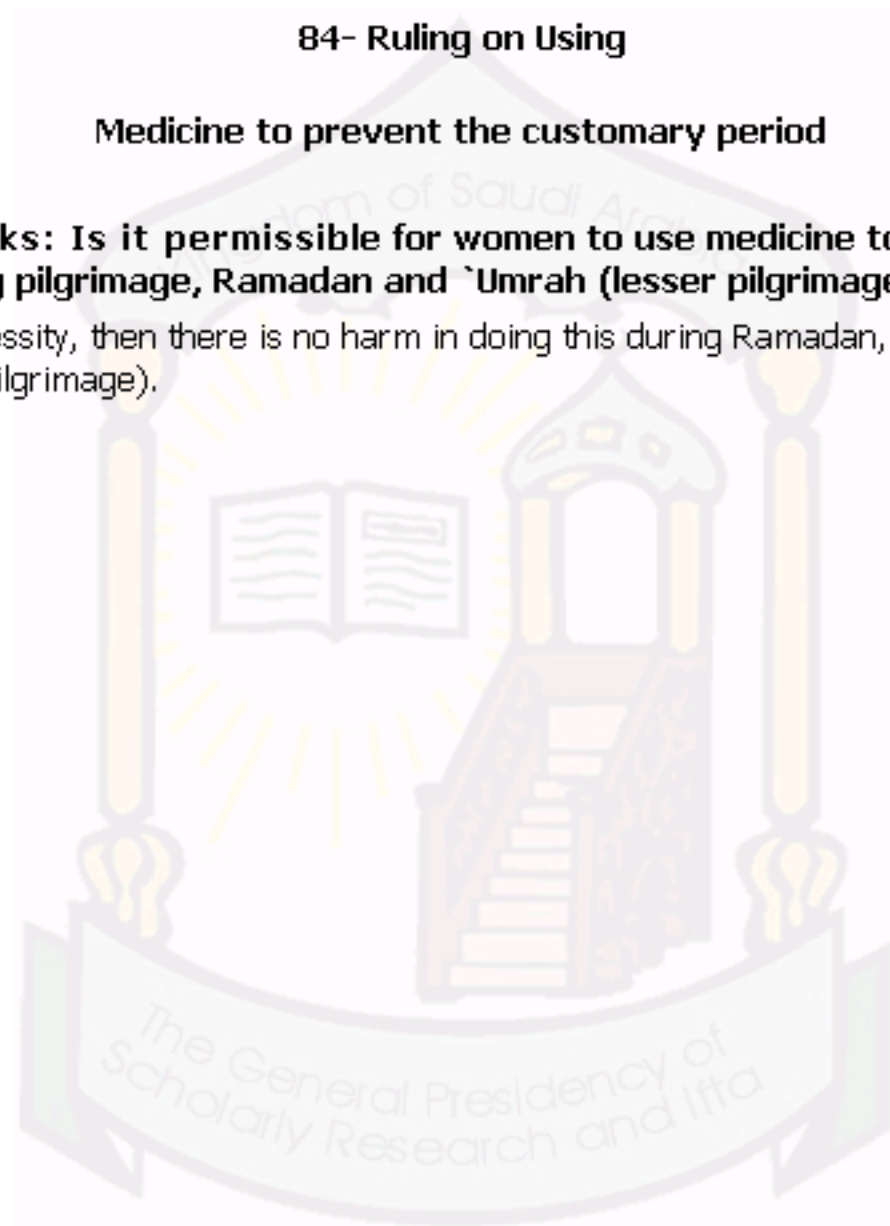 84- Ruling on Using
Medicine to prevent the customary period
Kingdom of Saudi Arabia
ks: Is it permissible for women to use medicine to
g pilgrimage, Ramadan and `Umrah (lesser pilgrimage
essity, then there is no harm in doing this during Ramadan,
ilgrimage).
The General Presidency of
Scholarly Research and Ifta